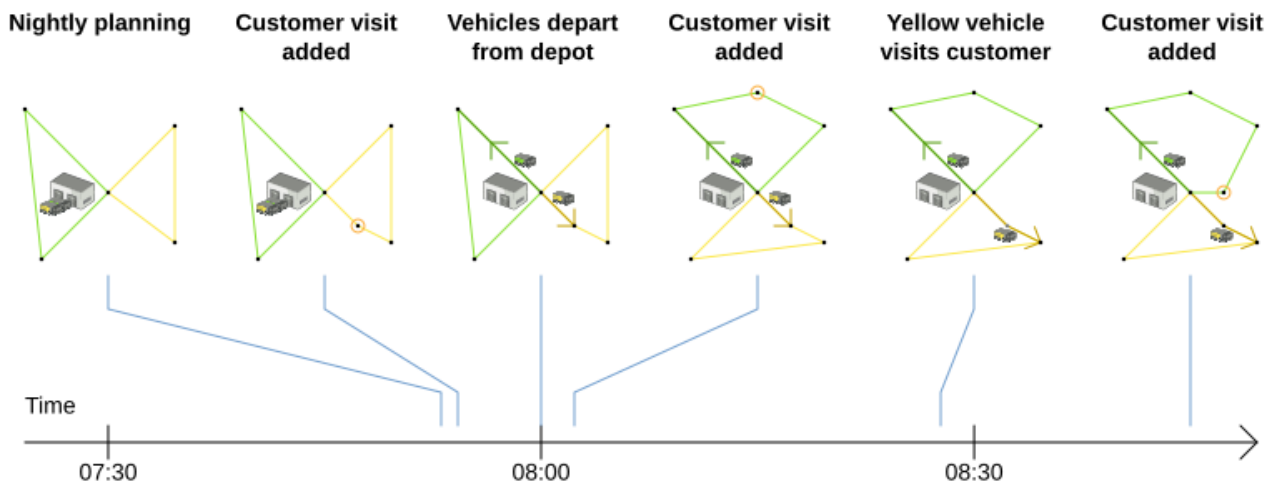 Nightly planning
Customer visit
added
Vehicles depart
from depot
Customer visit
added
Yellow vehicle
visits customer
Customer visit
added
Time
07:30
08:00
08:30